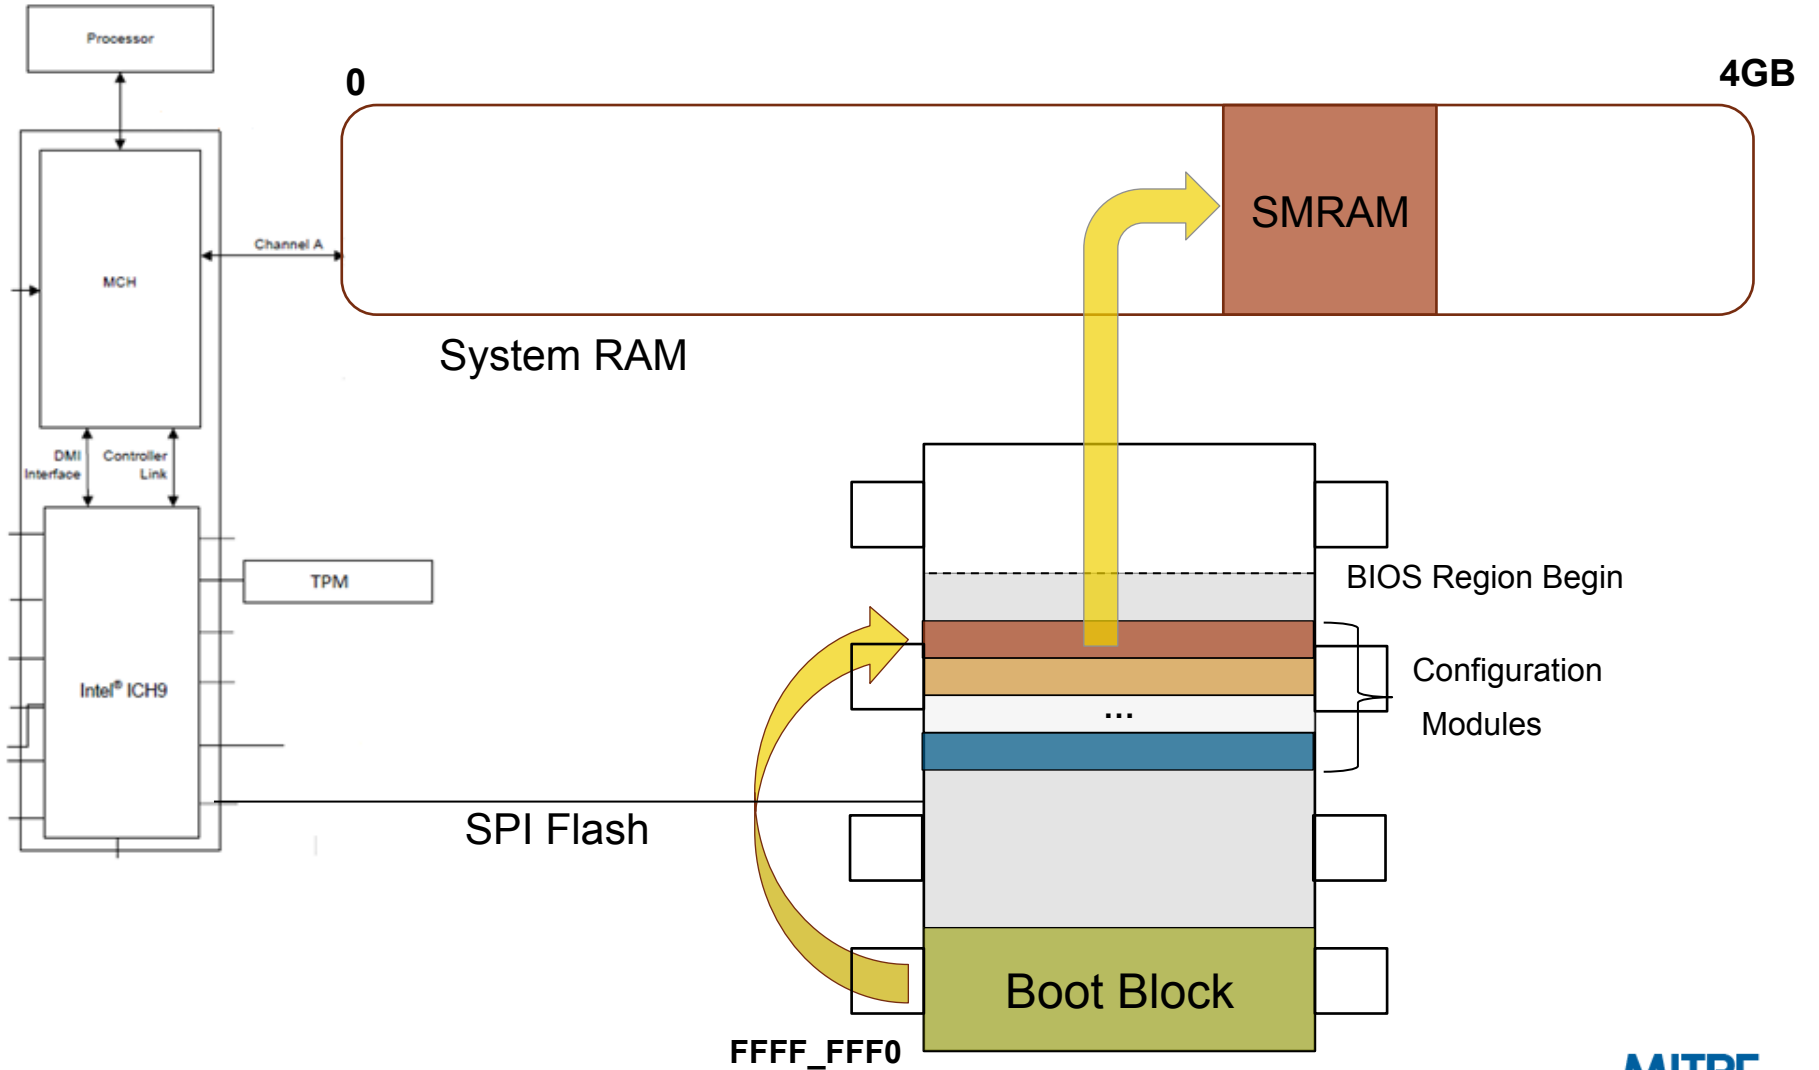 Processor
0
4GB
SMRAM
Channel A
MCH
System RAM
DMI
Interface
Controller
Link
TPM
BIOS Region Begin
Configuration
Modules
...
Intel® ICH9
SPI Flash
Boot Block
FFFF_FFF0
MITRE